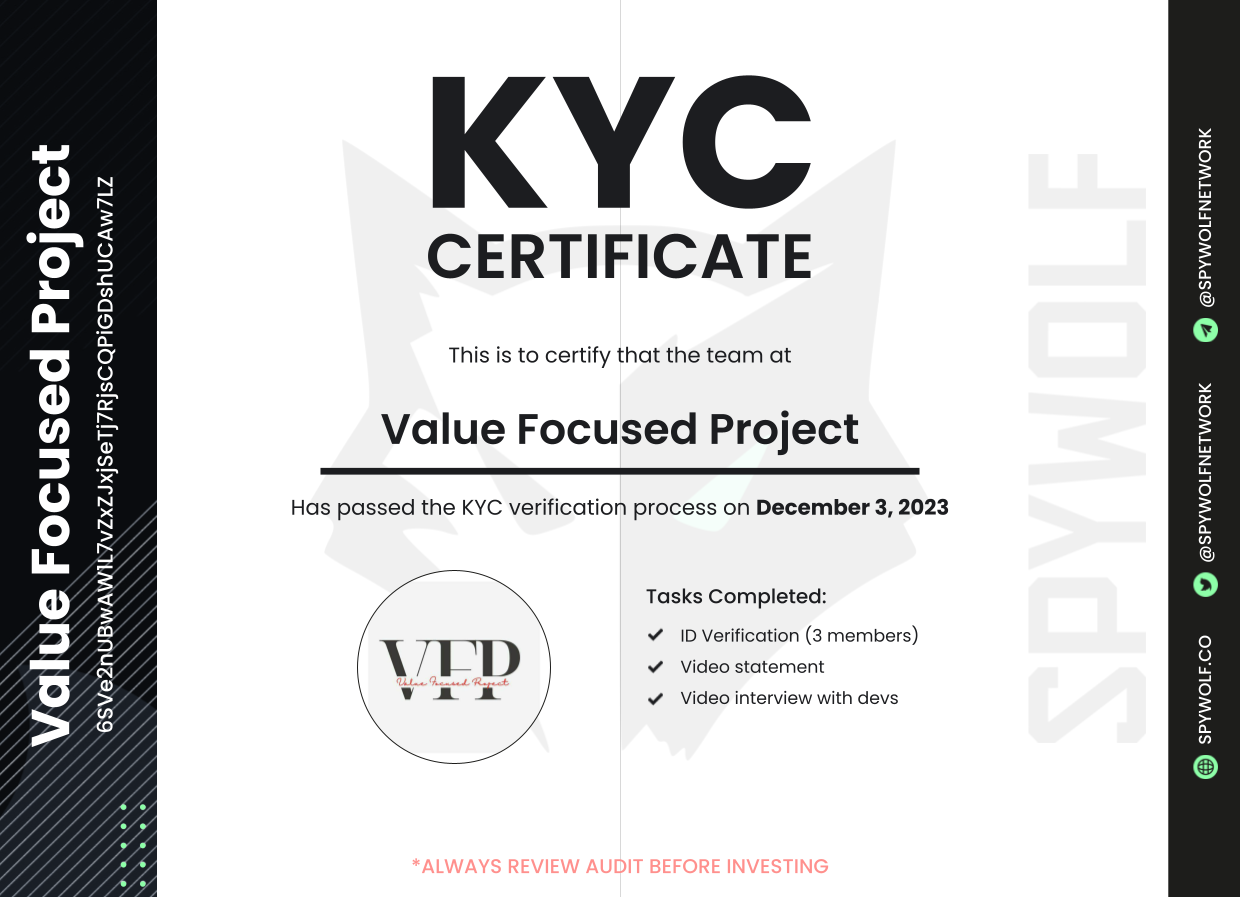 Value Focused Project
6SVe2nUBwAW1L7vZxZJxjSeTj7RjsCQPiGDshUCAw7LZ
KYC
CERTIFICATE
This is to certify that the team at
Value Focused Project
Has passed the KYC verification process on December 3, 2023
VFP
Value Focused Project
Tasks Completed:
ID Verification (3 members)
Video statement
Video interview with devs
*ALWAYS REVIEW AUDIT BEFORE INVESTING
SPYWOLF
@SPYWOLFNETWORK
@SPYWOLFNETWORK
SPYWOLF.CO